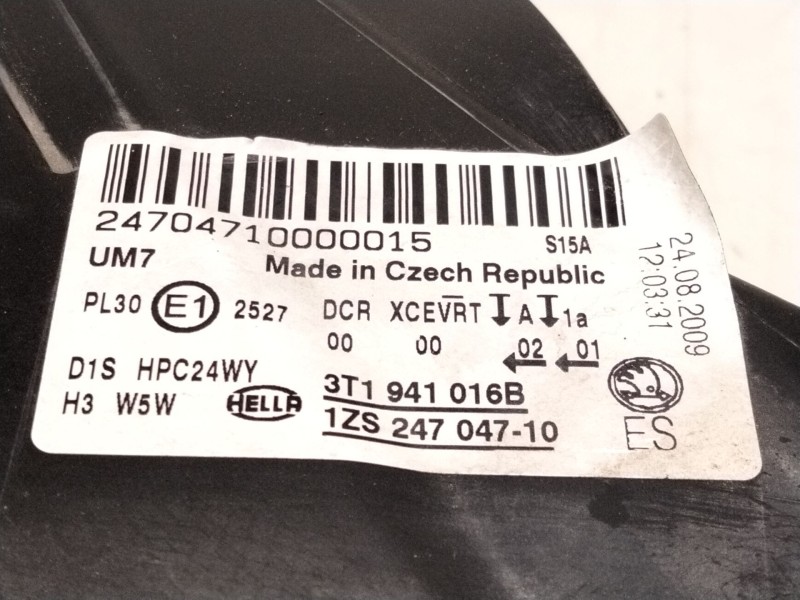 24704710000015
S15A
UM7
Made in Czech Republic
PL30 E1 2527 DCR XCEVRT A 1a
00 00 02 01
D1S HPC24WY
H3 W5W
HELLA
3T1 941 016B
1ZS 247 047-10
ES
24.08.2009
12:03:31